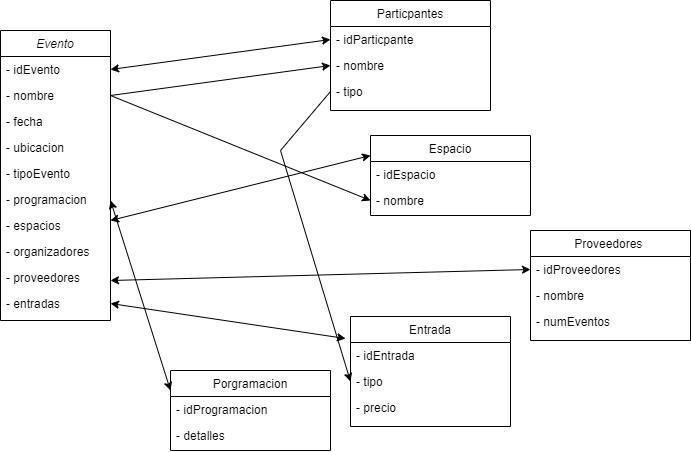 Evento
- idEvento
- nombre
- fecha
- ubicacion
- tipoEvento
- programacion
- espacios
- organizadores
- proveedores
- entradas
Particpantes
- idParticpante
- nombre
- tipo
Espacio
- idEspacio
- nombre
Proveedores
- idProveedores
- nombre
- numEventos
Entrada
- idEntrada
- tipo
- precio
Porgramacion
- idProgramacion
- detalles